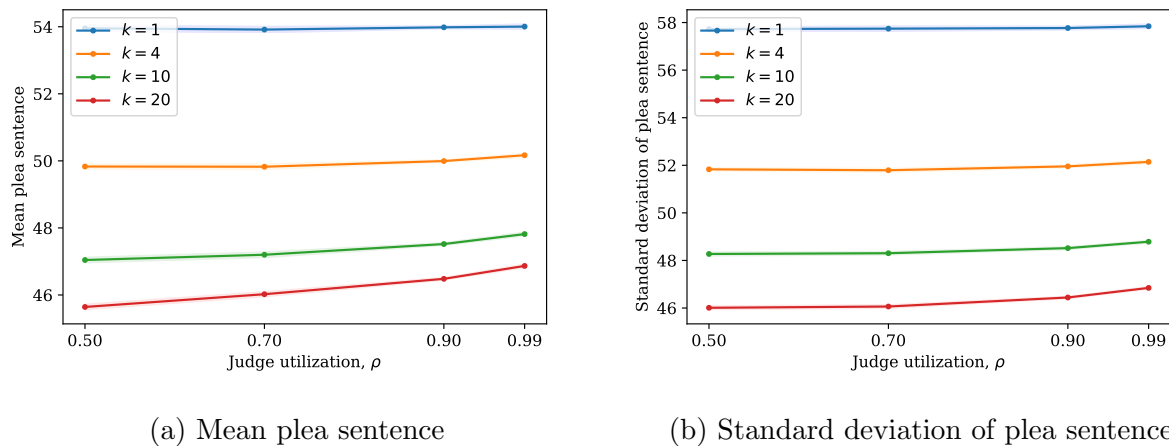 54
52
50
48
46
Mean plea sentence
k = 1
k = 4
k = 10
k = 20
0.50 0.70 0.90 0.99
Judge utilization, ρ
(a) Mean plea sentence
58
56
54
52
50
48
46
Standard deviation of plea sentence
k = 1
k = 4
k = 10
k = 20
0.50 0.70 0.90 0.99
Judge utilization, ρ
(b) Standard deviation of plea sentence